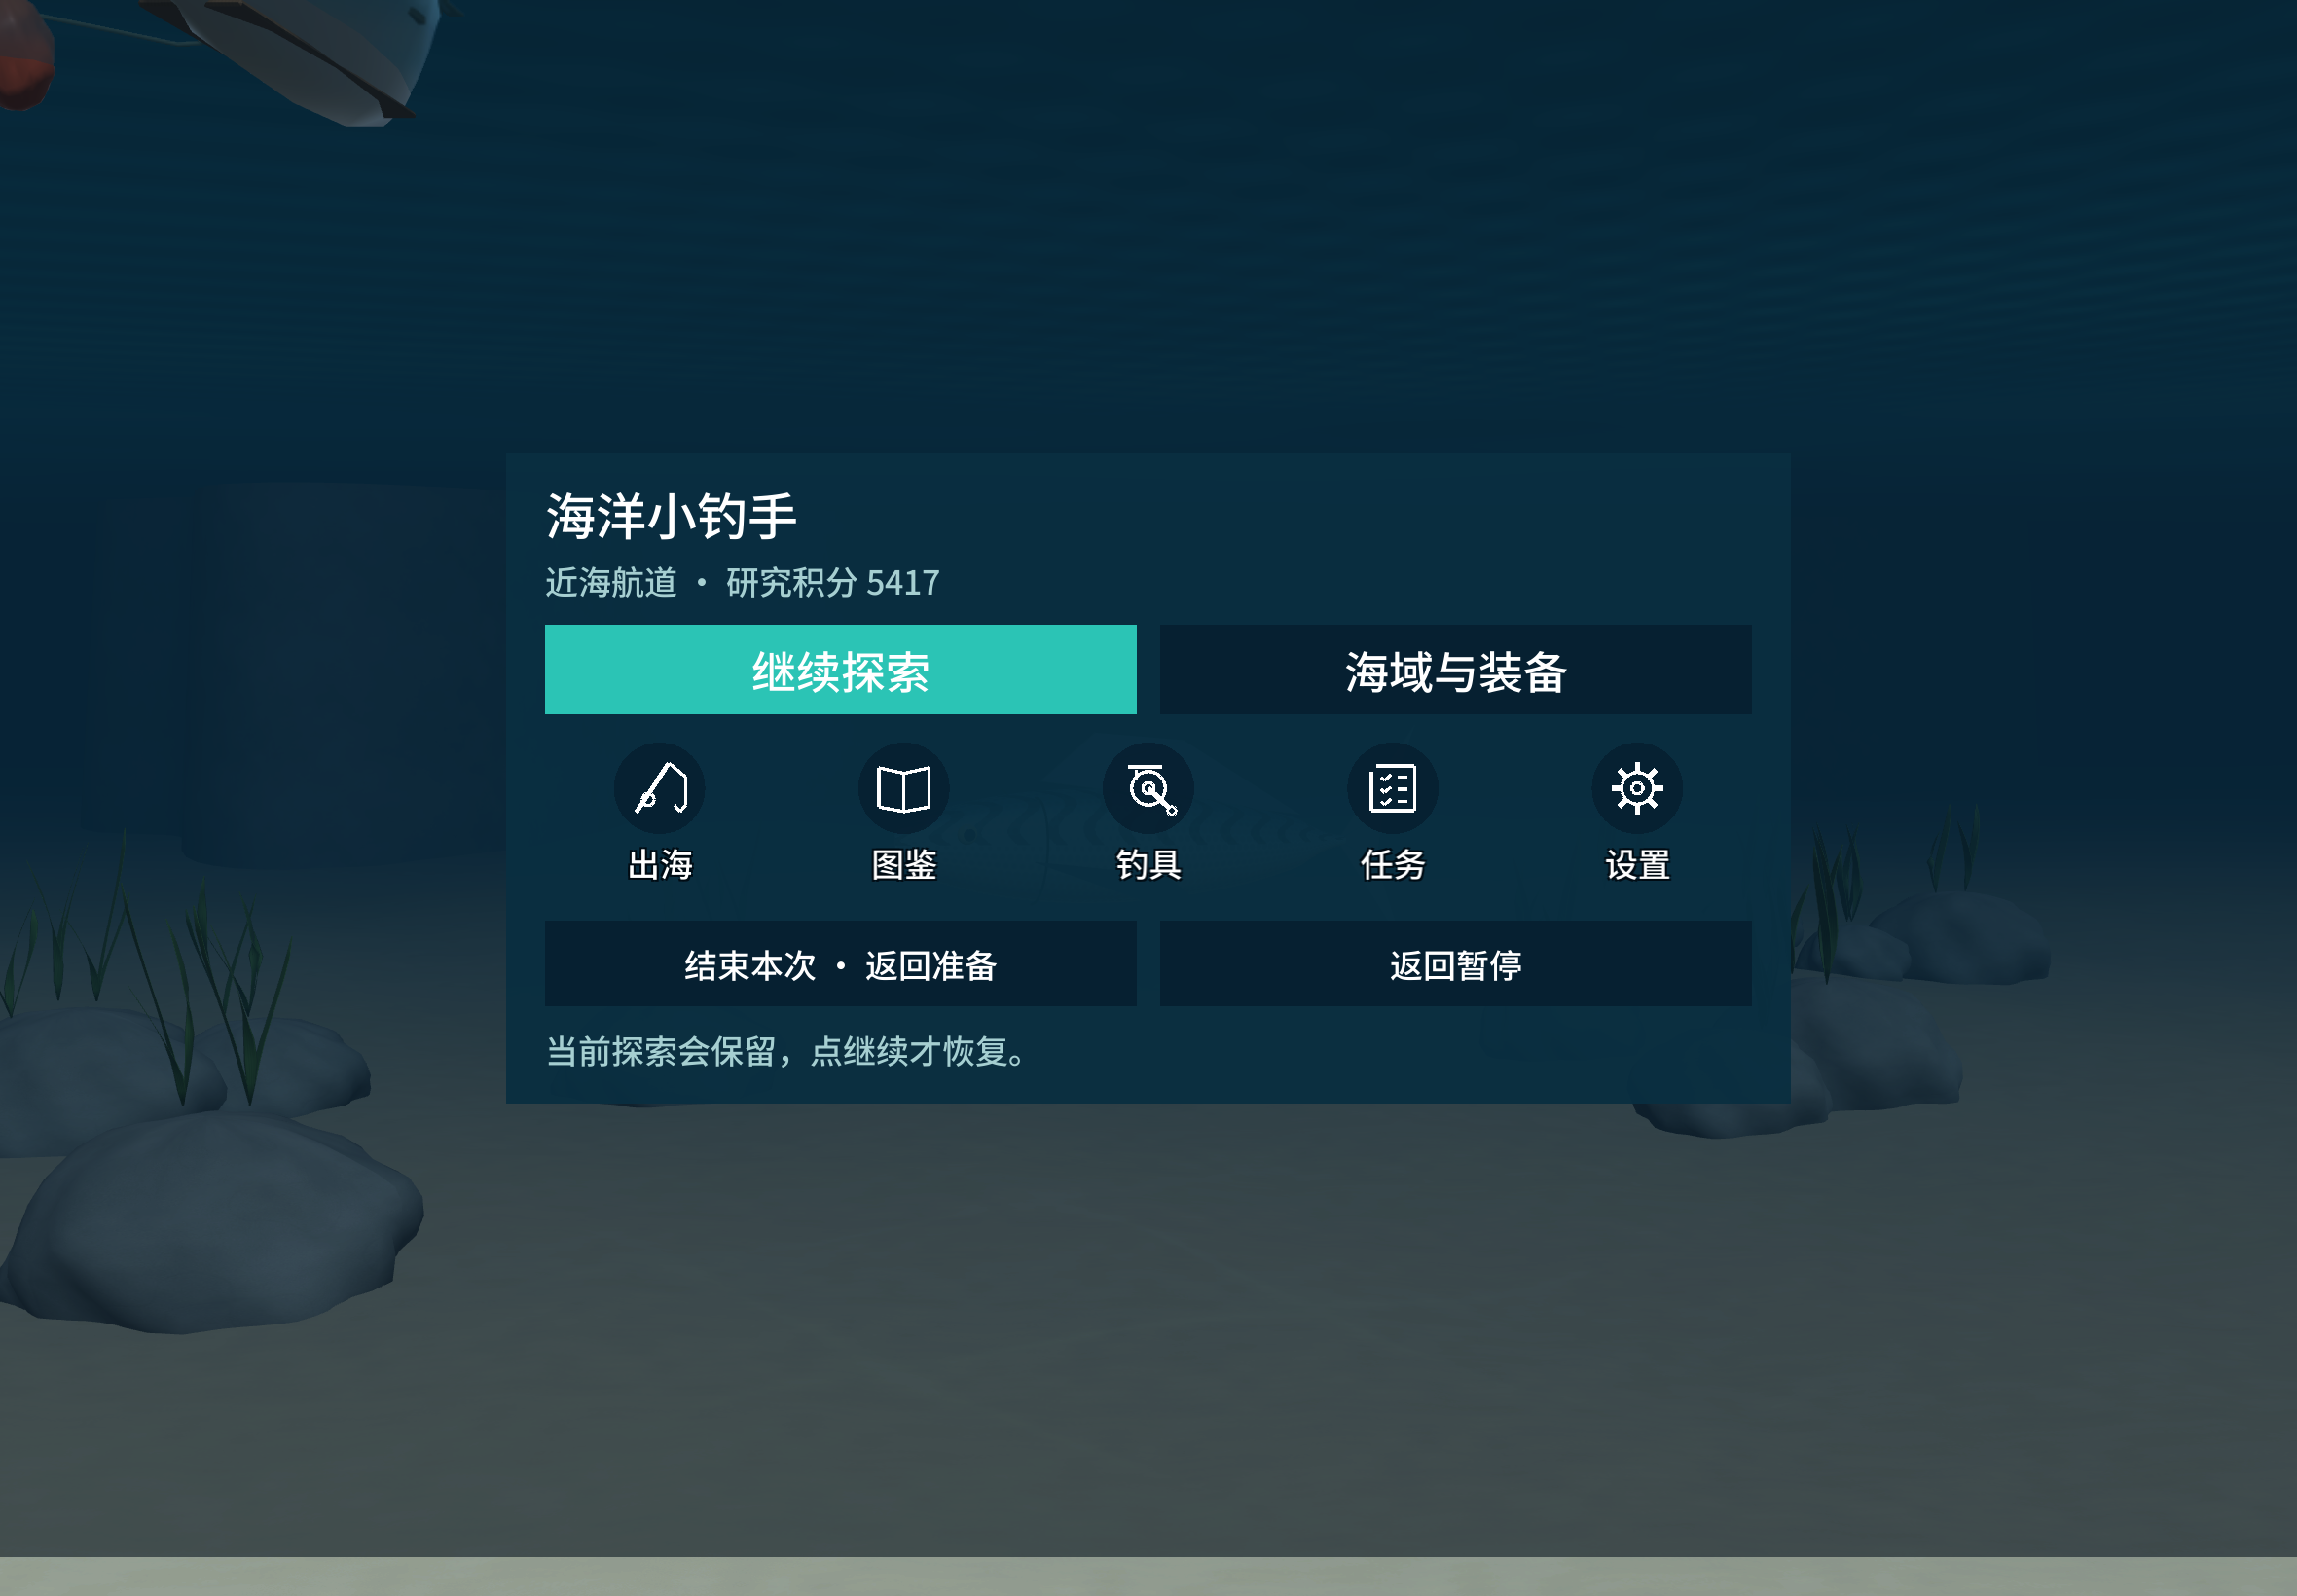 海洋小钓手
近海航道 · 研究积分 5417
继续探索
海域与装备
出海
图鉴
钓具
任务
设置
结束本次 · 返回准备
返回暂停
当前探索会保留，点继续才恢复。